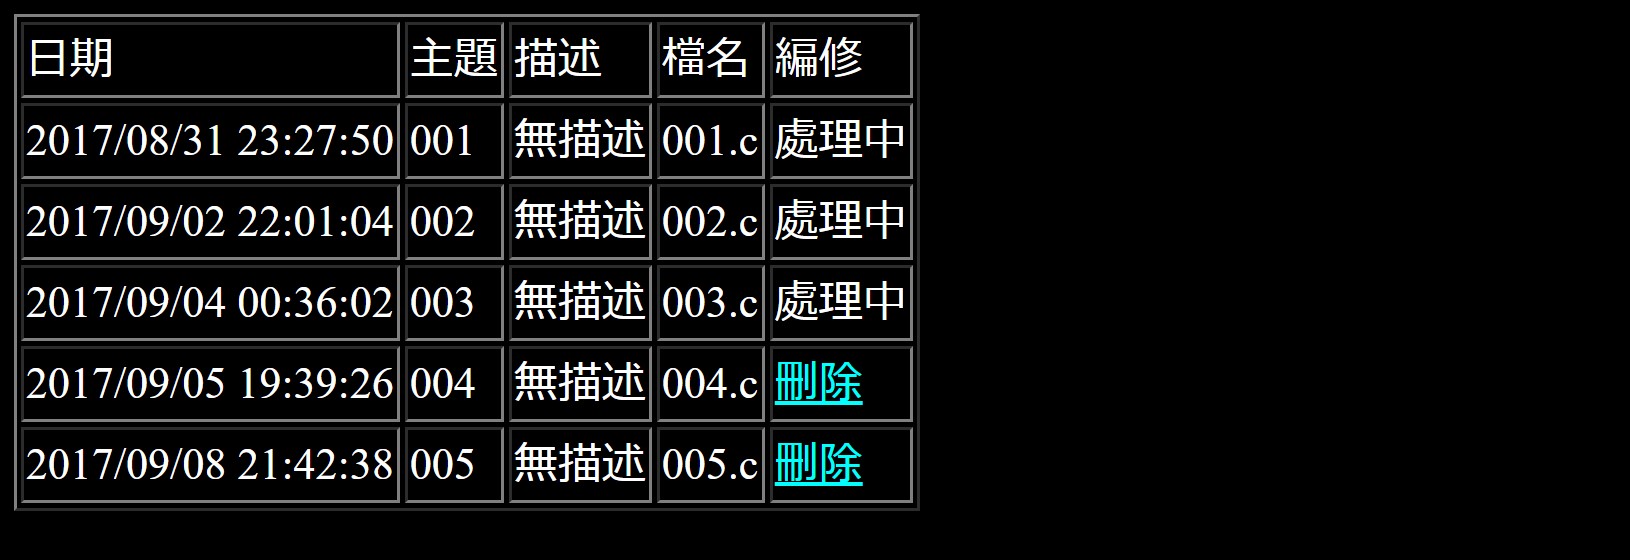 日期 主題 描述 檔名 編修
2017/08/31 23:27:50 001 無描述 001.c 處理中
2017/09/02 22:01:04 002 無描述 002.c 處理中
2017/09/04 00:36:02 003 無描述 003.c 處理中
2017/09/05 19:39:26 004 無描述 004.c 刪除
2017/09/08 21:42:38 005 無描述 005.c 刪除